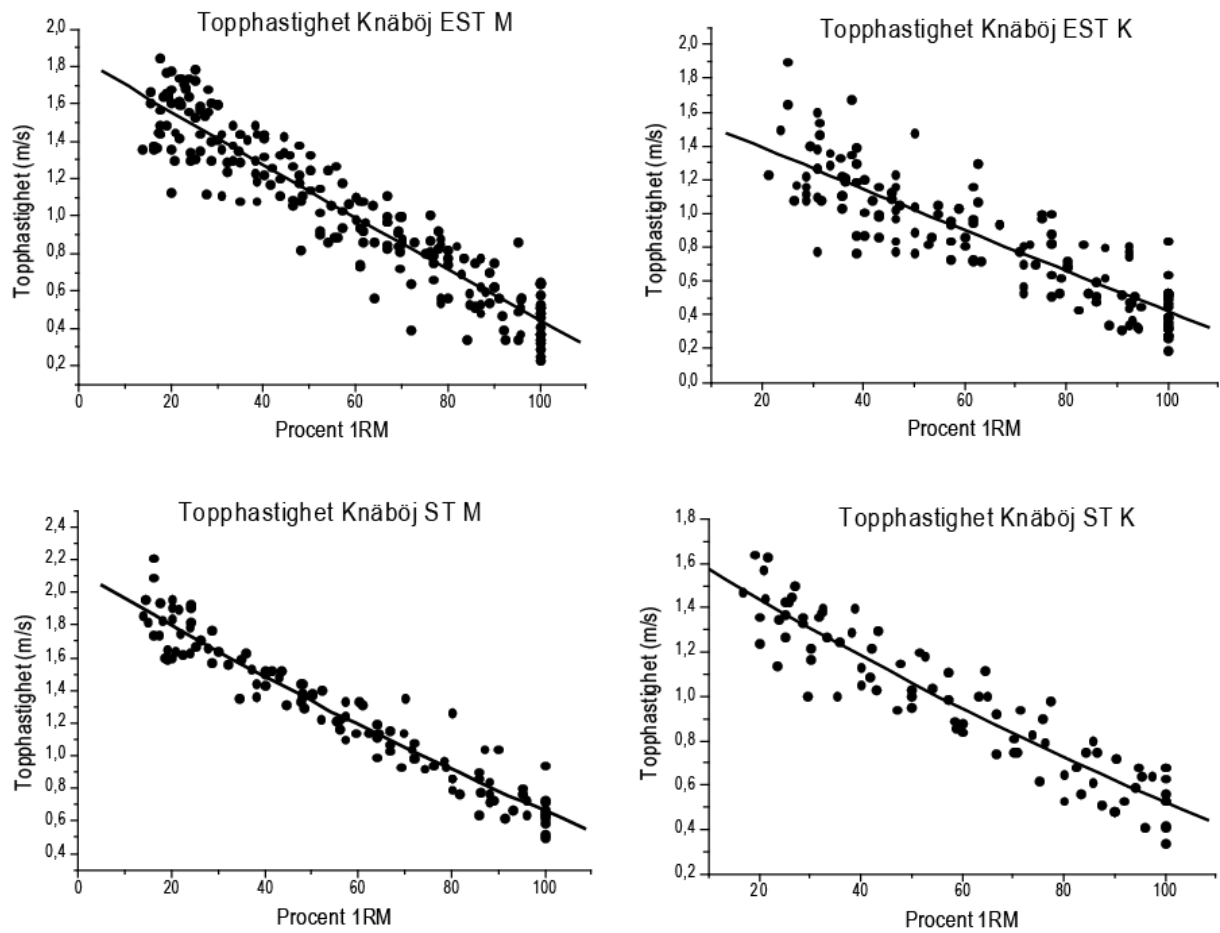 Topphastighet Knäböj EST M
2,0
1,8
1,6
1,4
1,2
1,0
0,8
0,6
0,4
0,2
Topphastighet (m/s)
0 20 40 60 80 100
Procent 1RM
Topphastighet Knäböj EST K
2,0
1,8
1,6
1,4
1,2
1,0
0,8
0,6
0,4
0,2
0,0
Topphastighet (m/s)
20 40 60 80 100
Procent 1RM
Topphastighet Knäböj ST M
2,4
2,2
2,0
1,8
1,6
1,4
1,2
1,0
0,8
0,6
0,4
Topphastighet (m/s)
0 20 40 60 80 100
Procent 1RM
Topphastighet Knäböj ST K
1,8
1,6
1,4
1,2
1,0
0,8
0,6
0,4
0,2
Topphastighet (m/s)
20 40 60 80 100
Procent 1RM